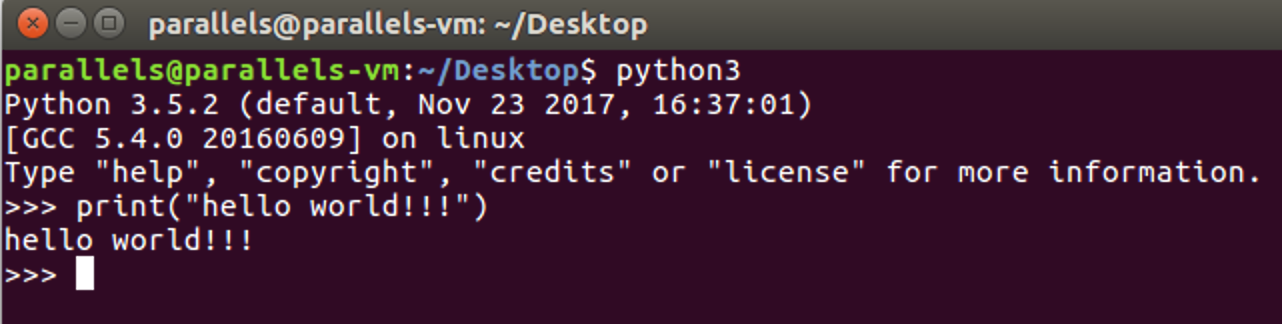 parallels@parallels-vm: ~/Desktop
parallels@parallels-vm:~/Desktop$ python3
Python 3.5.2 (default, Nov 23 2017, 16:37:01)
[GCC 5.4.0 20160609] on linux
Type "help", "copyright", "credits" or "license" for more information.
>>> print("hello world!!!")
hello world!!!
>>>